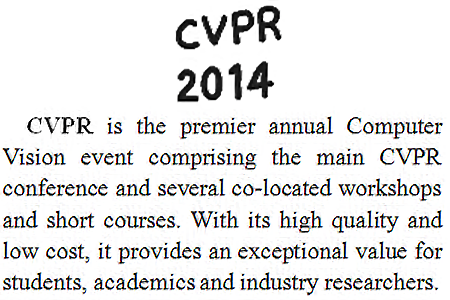 CVPR
2014
CVPR is the premier annual Computer
Vision event comprising the main CVPR
conference and several co-located workshops
and short courses. With its high quality and
low cost, it provides an exceptional value for
students, academics and industry researchers.